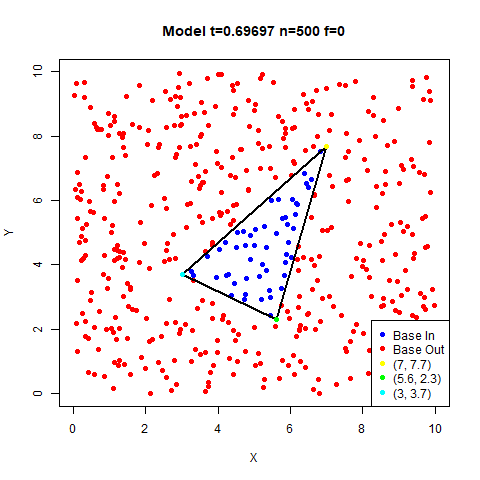 Model t=0.69697 n=500 f=0
10
8
6
4
2
0
Y
0 2 4 6 8 10
X
Base In
Base Out
(7, 7.7)
(5.6, 2.3)
(3, 3.7)